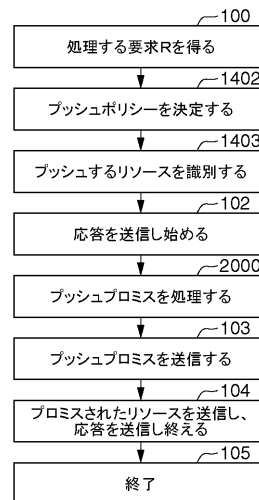 100
処理する要求Rを得る
1402
プッシュポリシーを決定する
1403
プッシュするリソースを識別する
102
応答を送信し始める
2000
プッシュプロミスを処理する
103
プッシュプロミスを送信する
104
プロミスされたリソースを送信し、
応答を送信し終える
105
終了